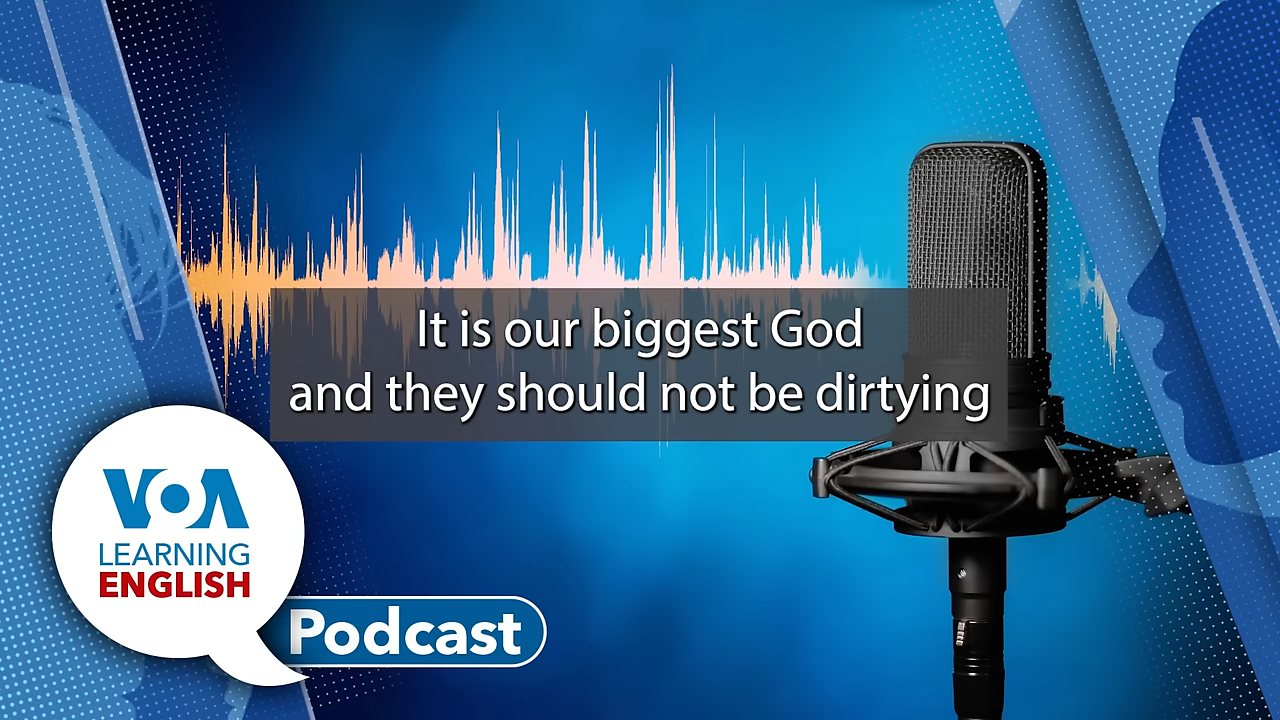 It is our biggest God
and they should not be dirtying
VOA
LEARNING
ENGLISH
Podcast